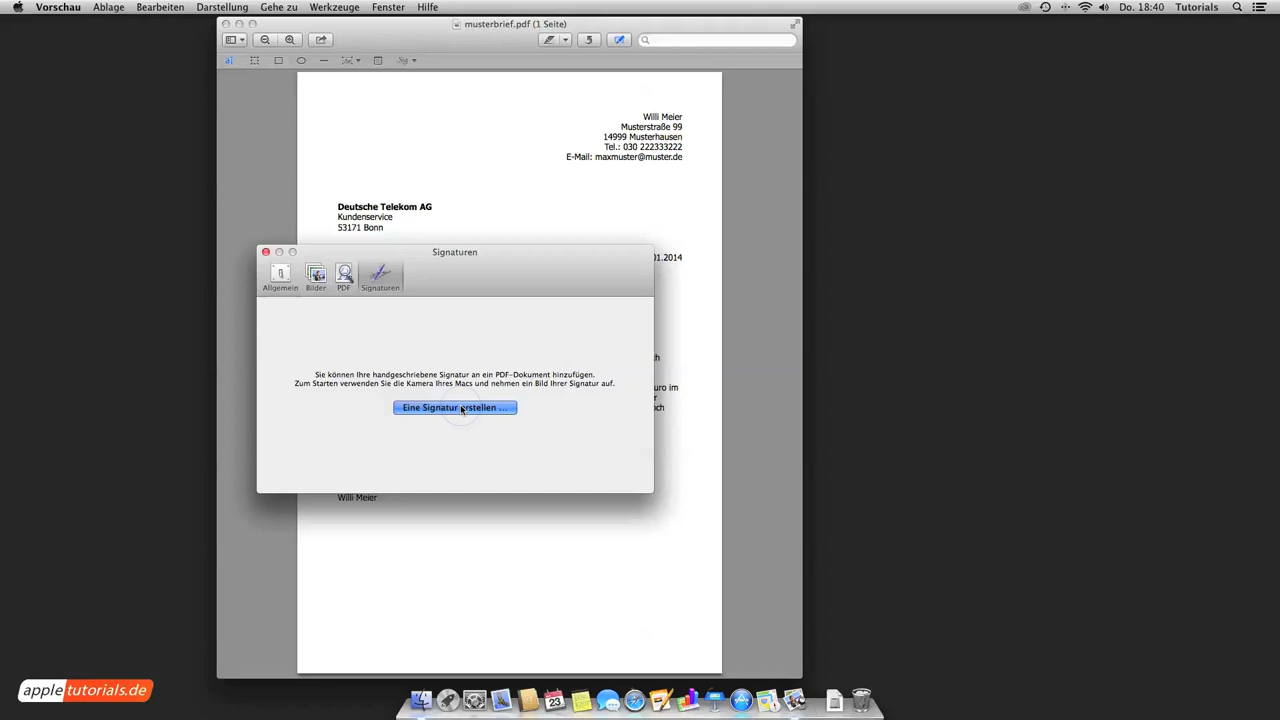 Vorschau Ablage Bearbeiten Darstellung Gehe zu Werkzeuge Fenster Hilfe Do. 18:40 Tutorials
musterbrief.pdf (1 Seite)
Willi Meier
Musterstraße 99
14999 Musterhausen
Tel.: 030 222333222
E-Mail: maxmuster@muster.de
Deutsche Telekom AG
Kundenservice
53171 Bonn
01.2014
Signaturen
Allgemein Bilder PDF Signaturen
Sie können Ihre handgeschriebene Signatur an ein PDF-Dokument hinzufügen.
Zum Starten verwenden Sie die Kamera Ihres Macs und nehmen ein Bild Ihrer Signatur auf.
Eine Signatur erstellen ...
Willi Meier
appletutorials.de
23